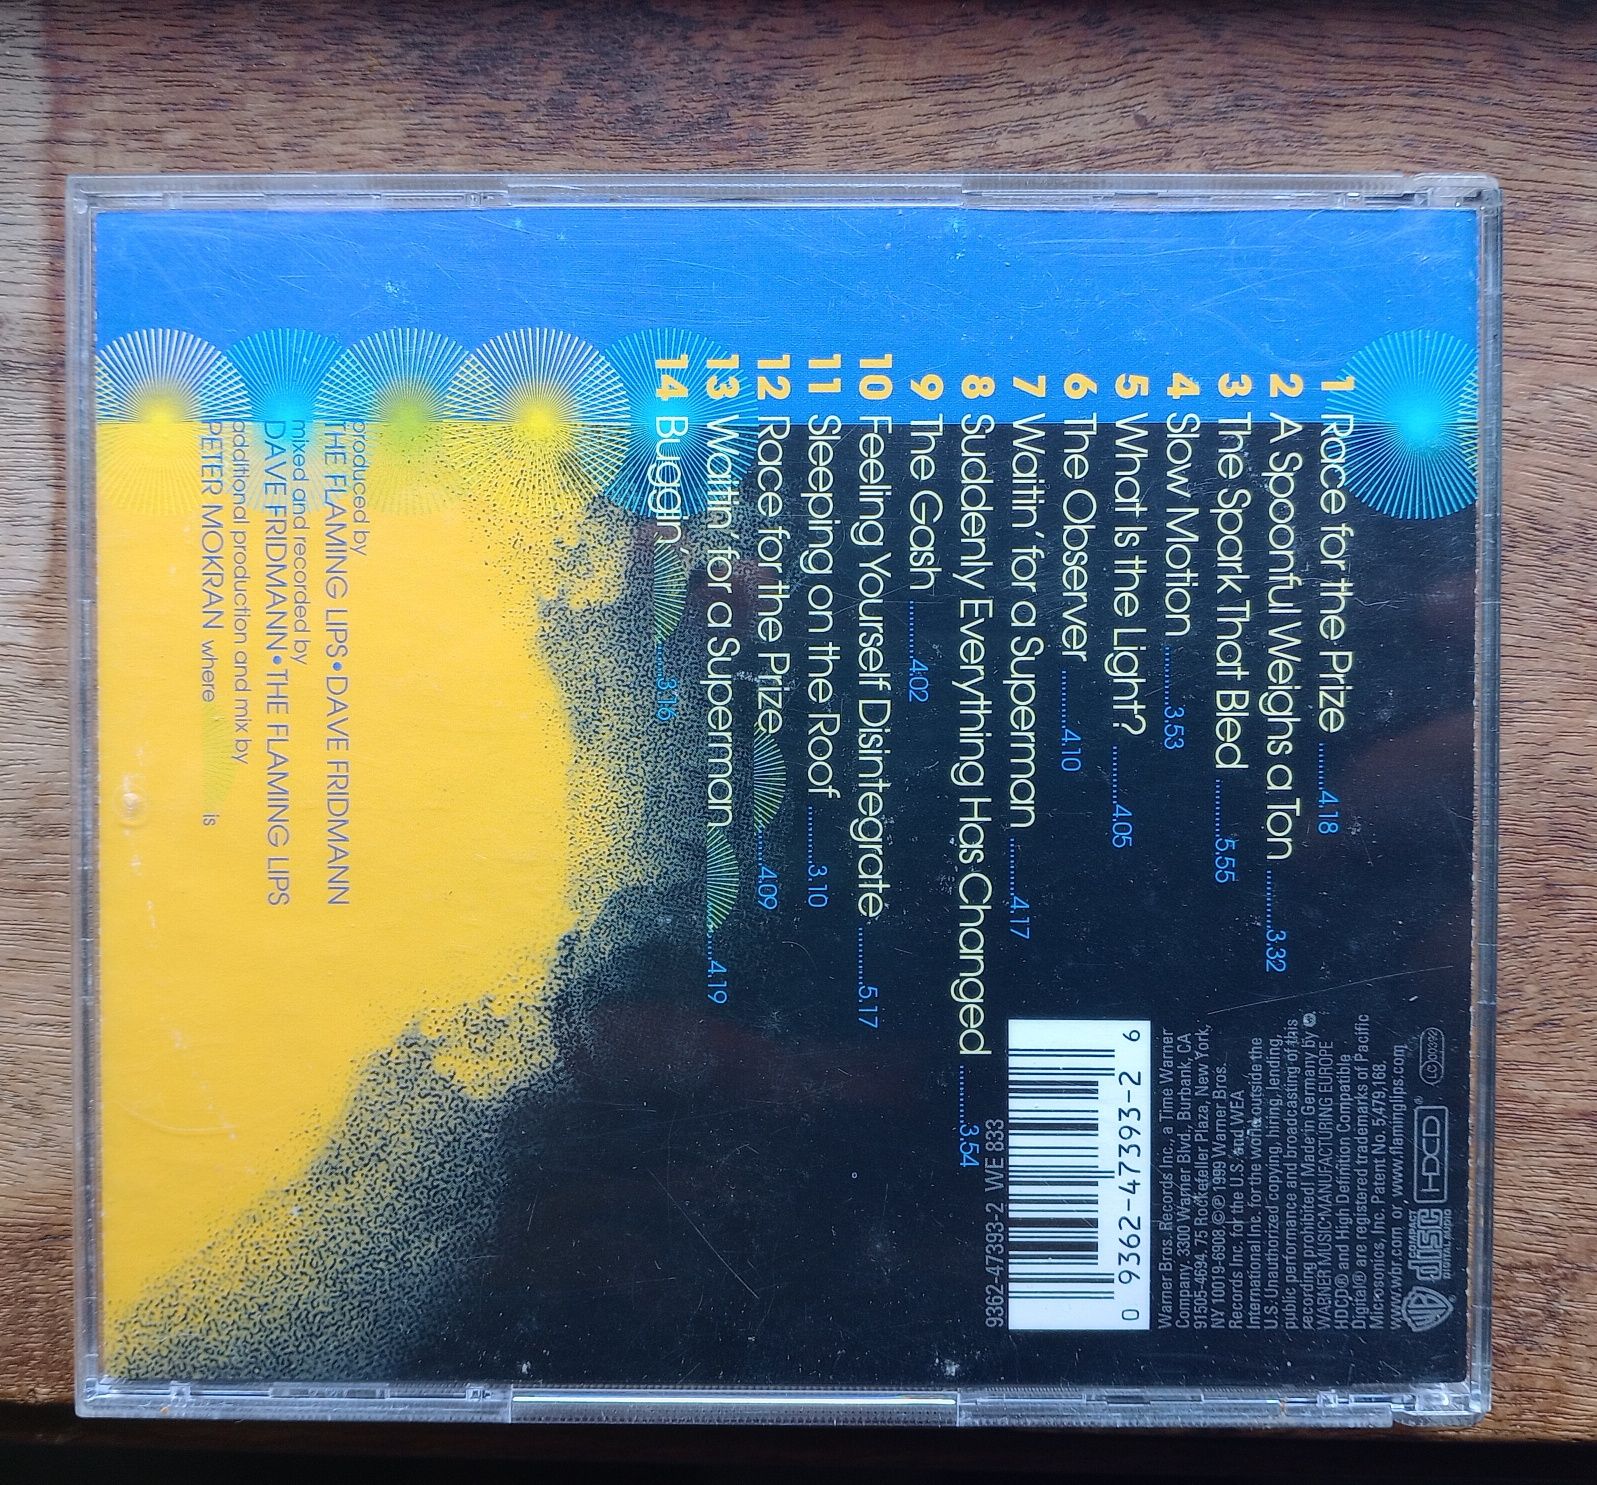 1 Race for the Prize ........4.18
2 A Spoonful Weighs a Ton ..........3.32
3 The Spark That Bled ..........5.55
4 Slow Motion ..........3.53
5 What Is the Light? ..........4.05
6 The Observer ..........4.10
7 Waitin' for a Superman ..........4.17
8 Suddenly Everything Has Changed ..........3.54
9 The Gash ..........4.02
10 Feeling Yourself Disintegrate ..........5.17
11 Sleeping on the Roof ..........3.10
12 Race for the Prize ......4.09
13 Waitin' for a Superman ......4.19
14 Buggin' ......3.16
produced by
THE FLAMING LIPS • DAVE FRIDMANN
mixed and recorded by
DAVE FRIDMANN • THE FLAMING LIPS
additional production and mix by
PETER MOKRAN where is
HDCD®
COMPACT
disc
DIGITAL AUDIO
www.wbr.com or www.flaminglips.com
Microsonics, Inc. Patent No. 5,479,168.
Digital® are registered trademarks of Pacific
HDCD® and High Definition Compatible
WARNER MUSIC MANUFACTURING EUROPE
recording prohibited! Made in Germany by
public performance and broadcasting of this
U.S. Unauthorized copying, hiring, lending,
International Inc. for the world outside the
Records Inc. for the U.S. and WEA
NY 10019-6908 ©℗ 1999 Warner Bros.
91505-4694. 75 Rockefeller Plaza, New York,
Company. 3300 Warner Blvd., Burbank, CA
Warner Bros. Records Inc., a Time Warner
0 9362-47393-2 6
9362-47393-2 WE 833